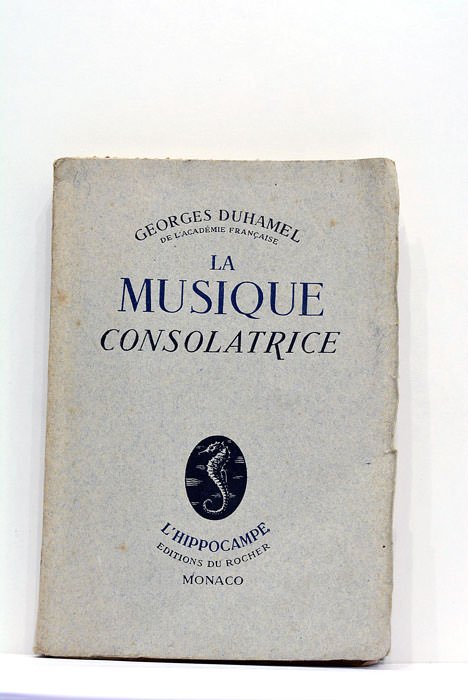 GEORGES DUHAMEL
DE L'ACADÉMIE FRANÇAISE
LA
MUSIQUE
CONSOLATRICE
L'HIPPOCAMPE
EDITIONS DU ROCHER
MONACO